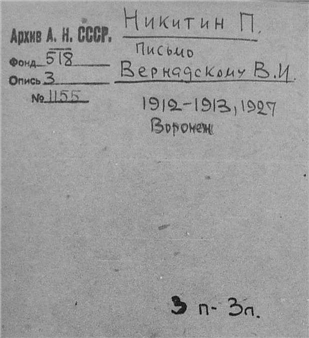 Никитин П.
Архив А. Н. СССР.
Письмо
Фонд 518
Вернадскому В.И.
Опись 3
№ 1155
1912-1913, 1927
Воронеж
3 п- 3л.